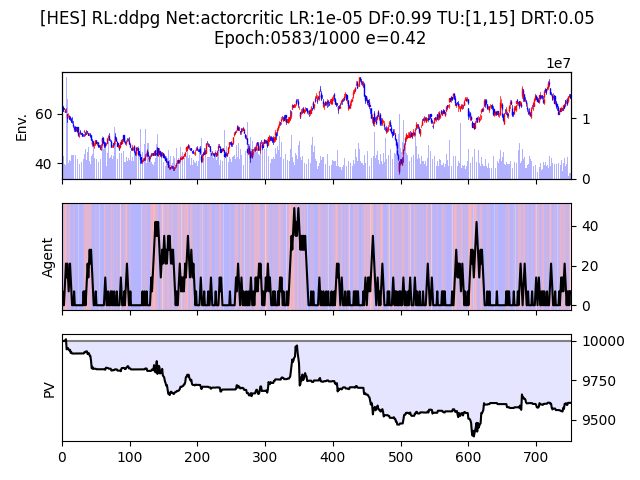 [HES] RL:ddpg Net:actorcritic LR:1e-05 DF:0.99 TU:[1,15] DRT:0.05
Epoch:0583/1000 e=0.42
1e7
Env.
60
40
1
0
Agent
40
20
0
PV
10000
9750
9500
0 100 200 300 400 500 600 700